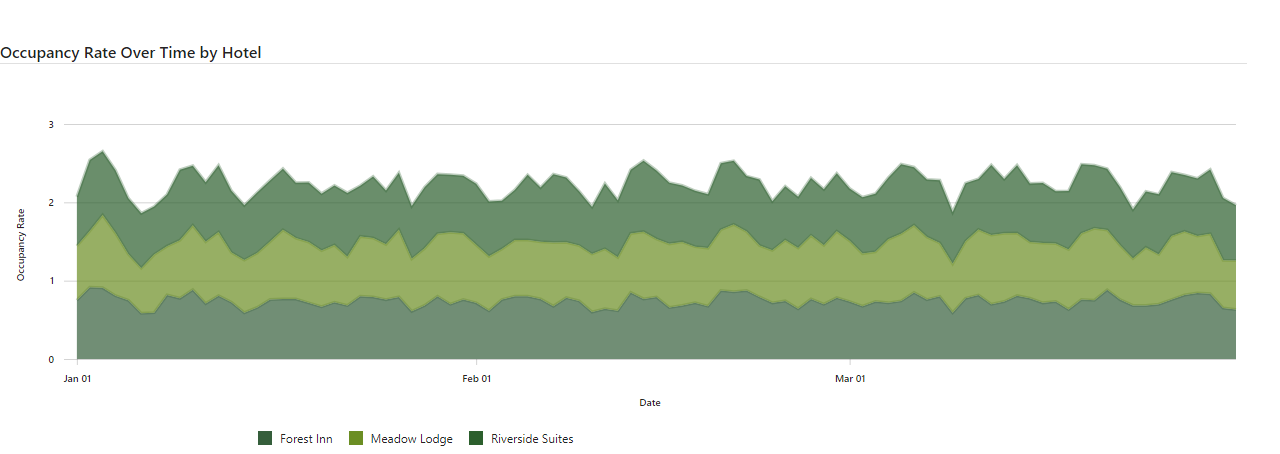 Occupancy Rate Over Time by Hotel
3
2
1
0
Occupancy Rate
Jan 01 Feb 01 Mar 01
Date
Forest Inn Meadow Lodge Riverside Suites